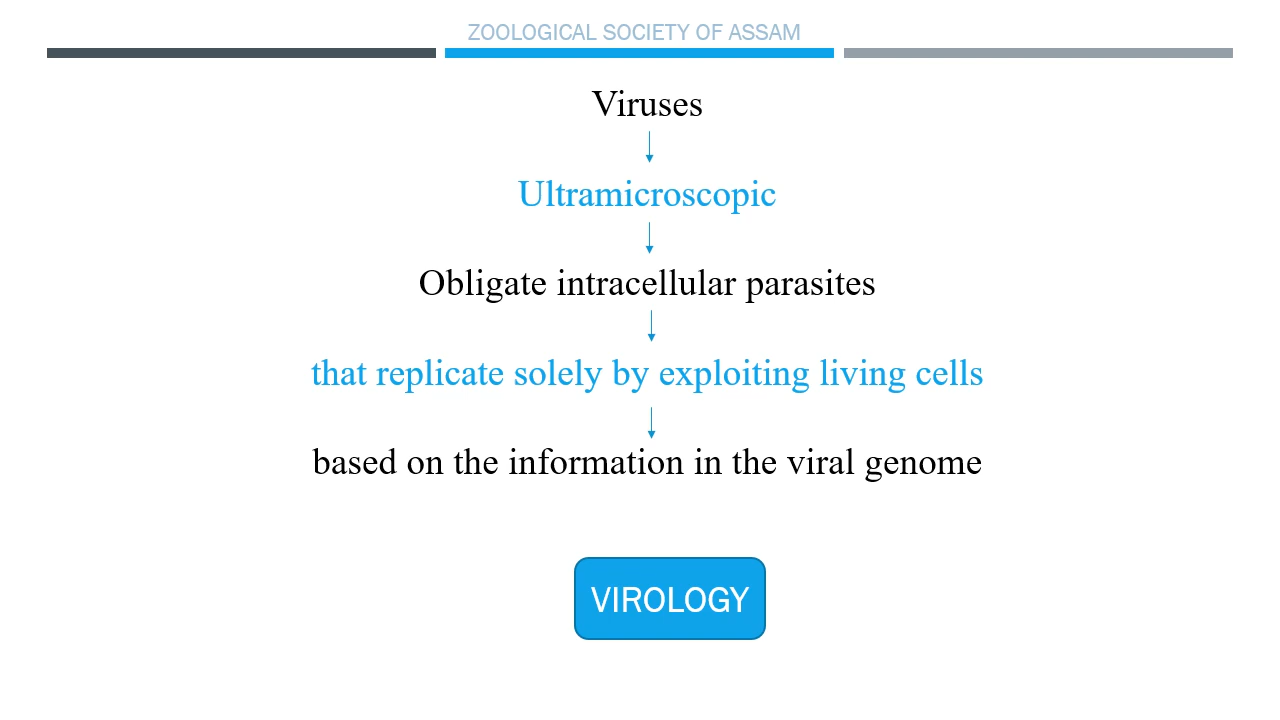 ZOOLOGICAL SOCIETY OF ASSAM
Viruses
Ultramicroscopic
Obligate intracellular parasites
that replicate solely by exploiting living cells
based on the information in the viral genome
VIROLOGY